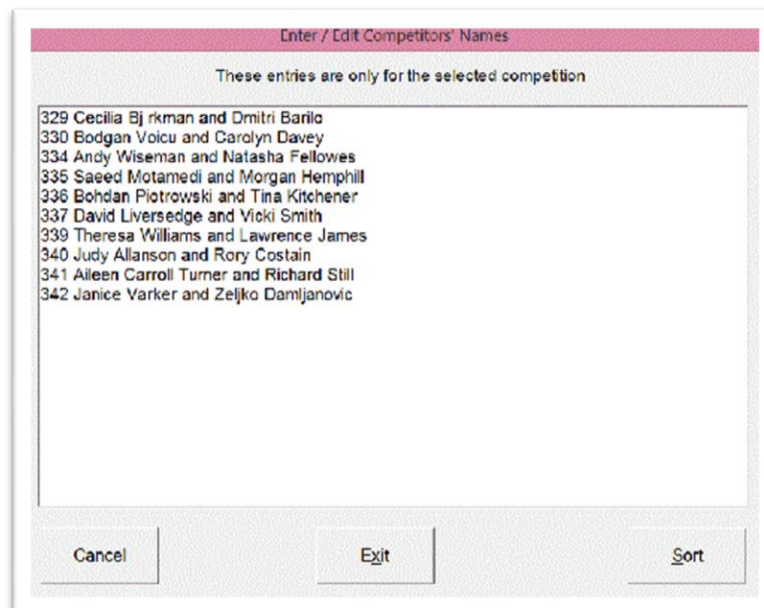 Enter / Edit Competitors' Names
These entries are only for the selected competition
329 Cecilia Bj rkman and Dmitri Barilo
330 Bodgan Voicu and Carolyn Davey
334 Andy Wiseman and Natasha Fellowes
335 Saeed Motamedi and Morgan Hemphill
336 Bohdan Piotrowski and Tina Kitchener
337 David Liversedge and Vicki Smith
339 Theresa Williams and Lawrence James
340 Judy Allanson and Rory Costain
341 Aileen Carroll Turner and Richard Still
342 Janice Varker and Zeljko Damljanovic
Cancel
Exit
Sort